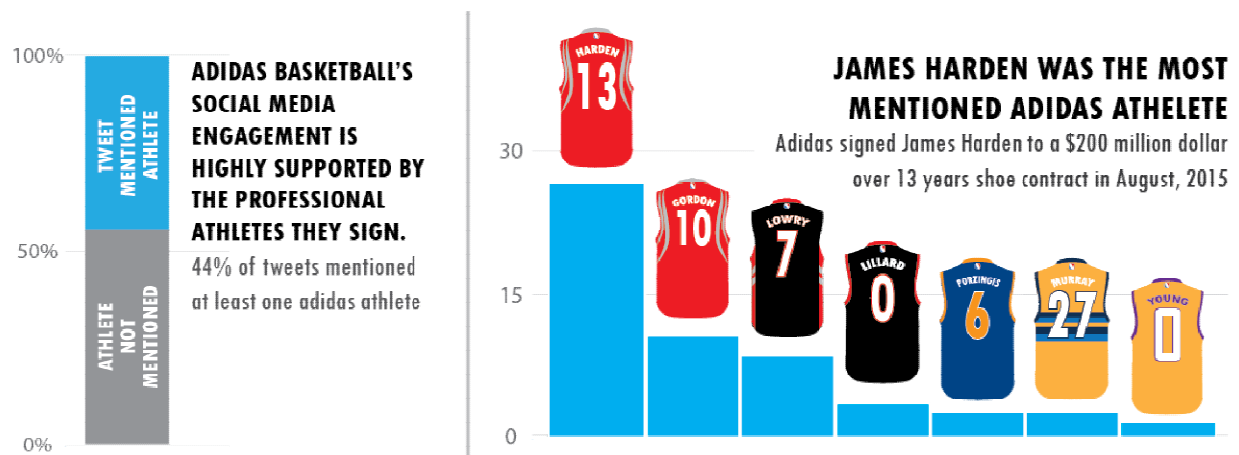 100%
50%
0%
TWEET
MENTIONED
ATHLETE
ATHLETE
NOT
MENTIONED
ADIDAS BASKETBALL'S
SOCIAL MEDIA
ENGAGEMENT IS
HIGHLY SUPPORTED BY
THE PROFESSIONAL
ATHLETES THEY SIGN.
44% of tweets mentioned
at least one adidas athlete
JAMES HARDEN WAS THE MOST
MENTIONED ADIDAS ATHELETE
Adidas signed James Harden to a $200 million dollar
over 13 years shoe contract in August, 2015
30
15
0
HARDEN
13
GORDON
10
LOWRY
7
LILLARD
0
PORZINGIS
6
MURRAY
27
YOUNG
0